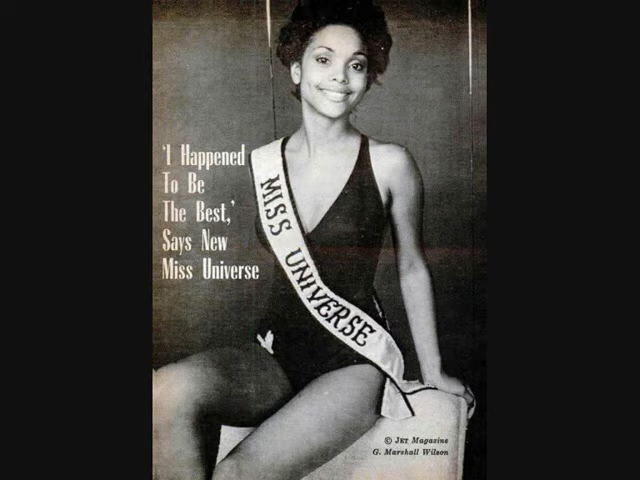 'I Happened
To Be
The Best,'
Says New
Miss Universe
MISS UNIVERSE
© JET Magazine
G. Marshall Wilson